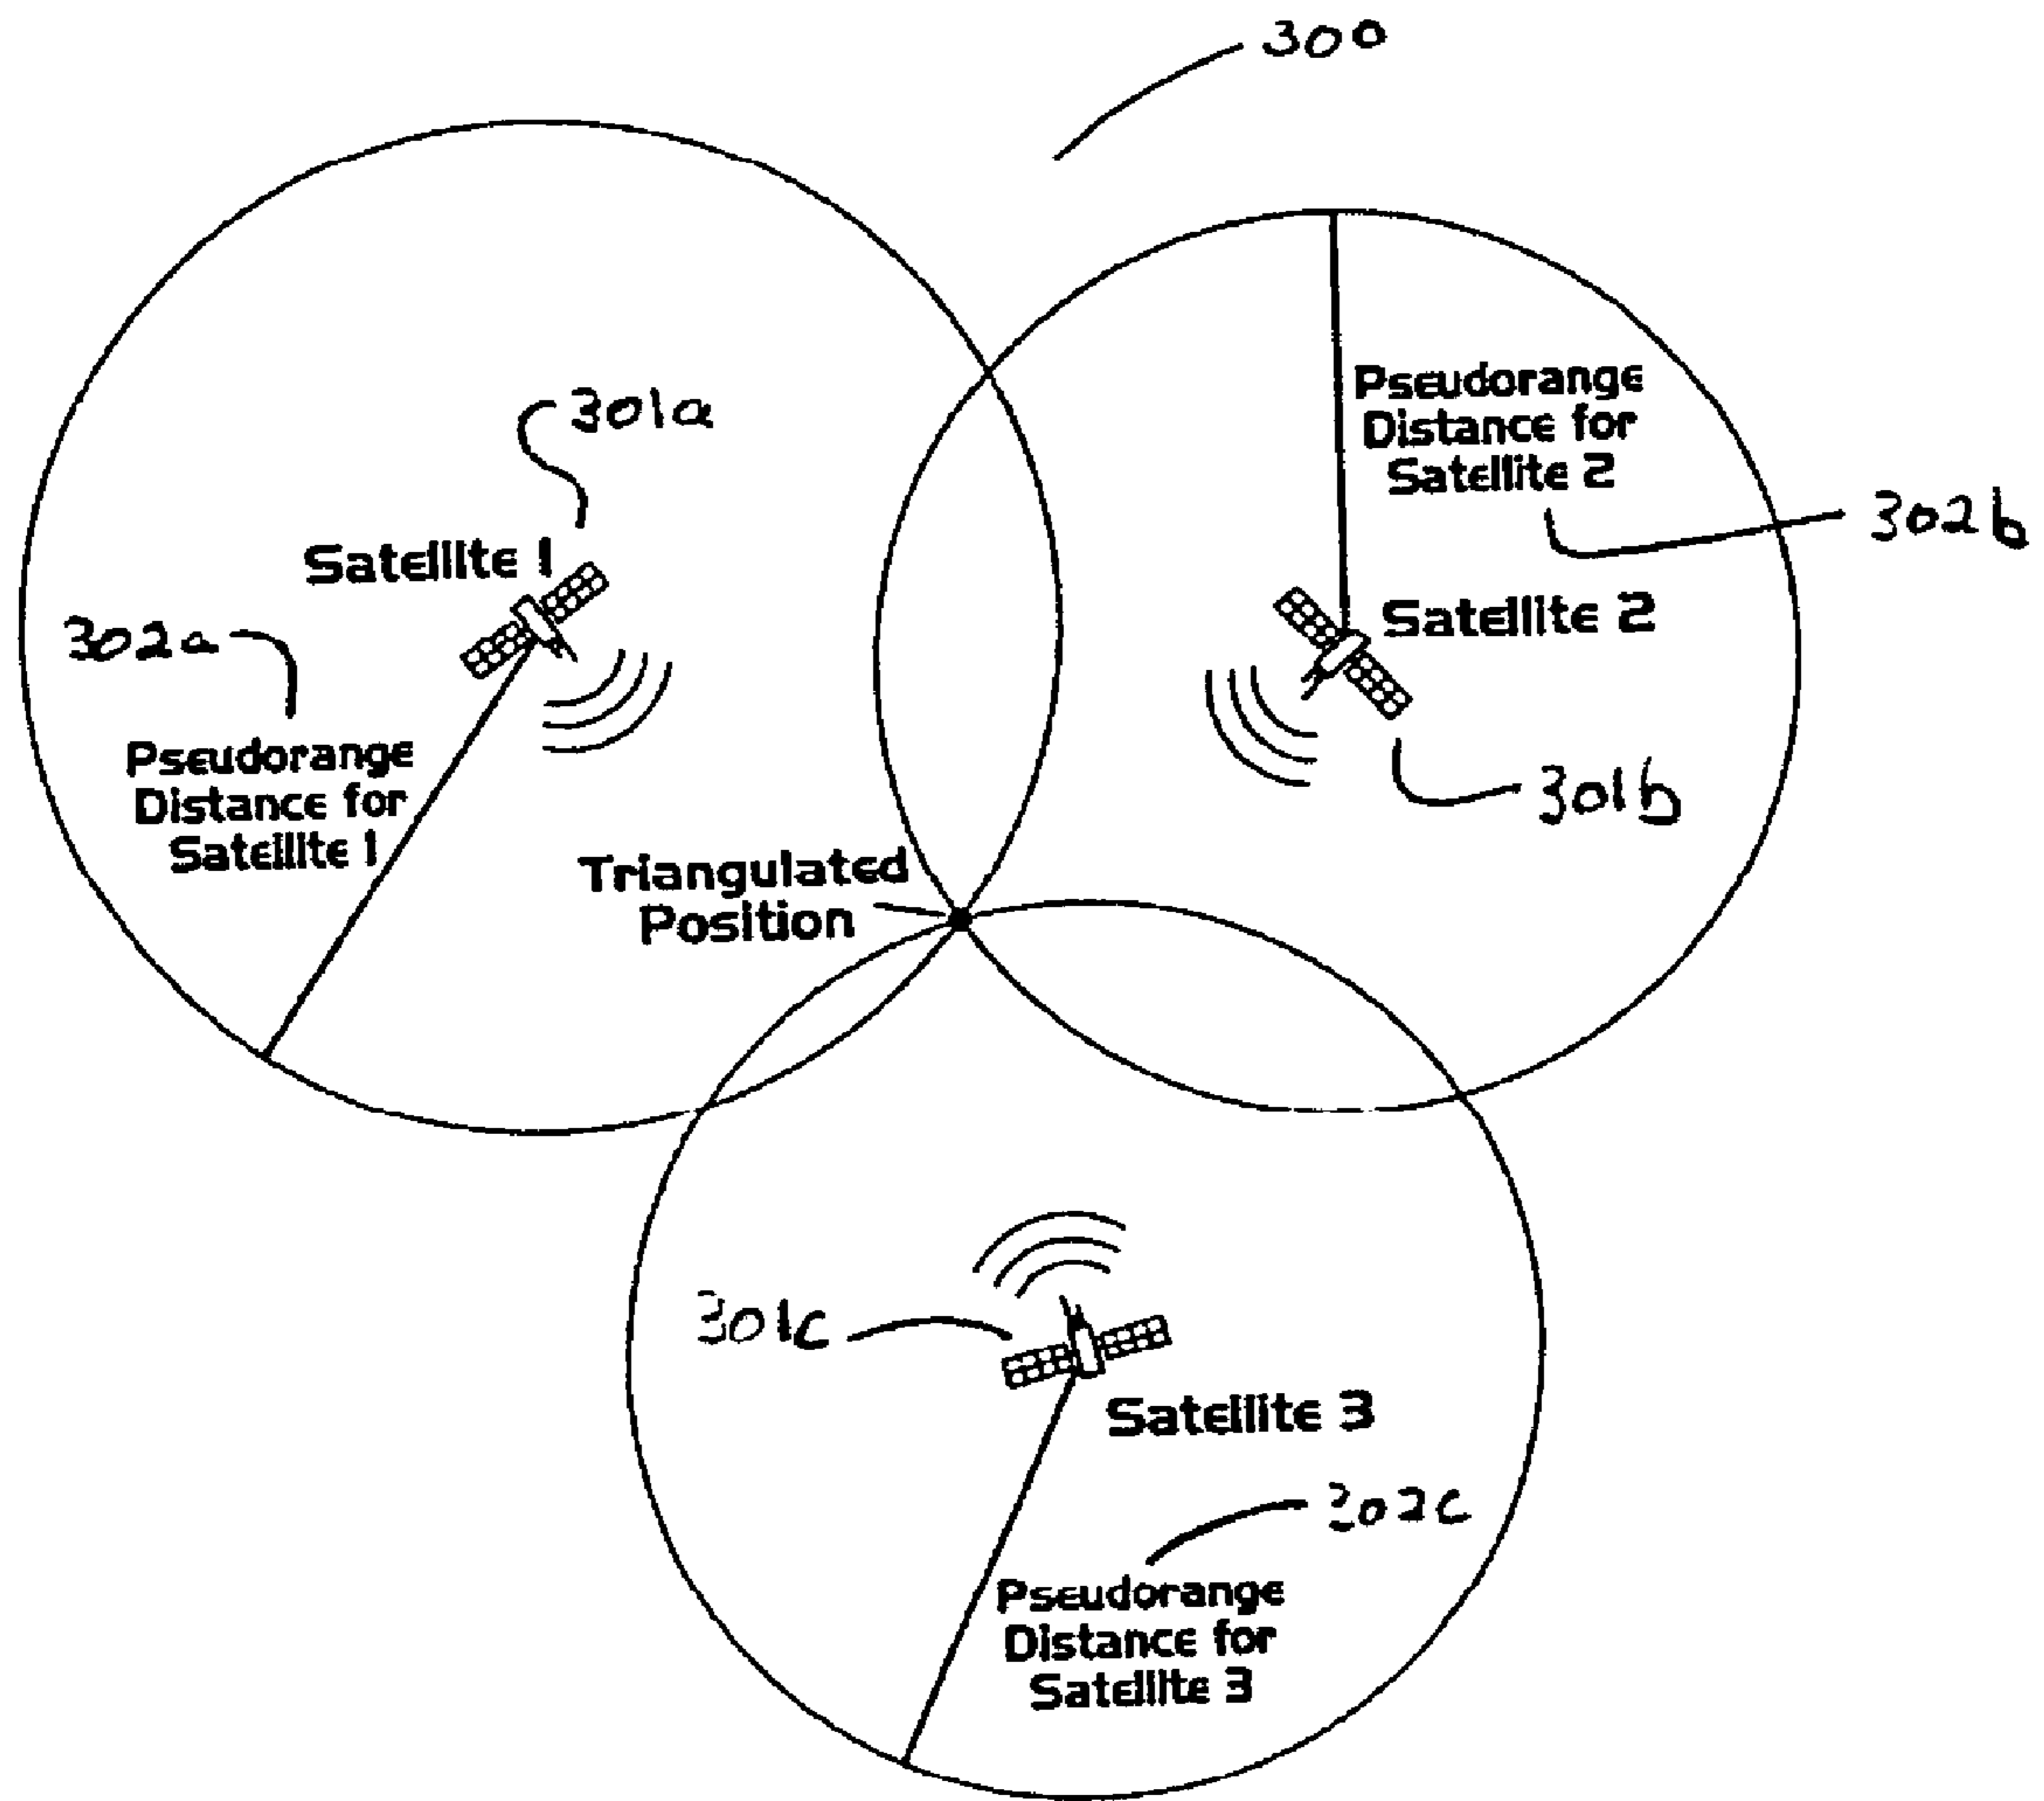 300
301a
Satellite 1
302a
Pseudorange
Distance for
Satellite 1
Pseudorange
Distance for
Satellite 2
302b
Satellite 2
301b
Triangulated
Position
301c
Satellite 3
302c
Pseudorange
Distance for
Satellite 3